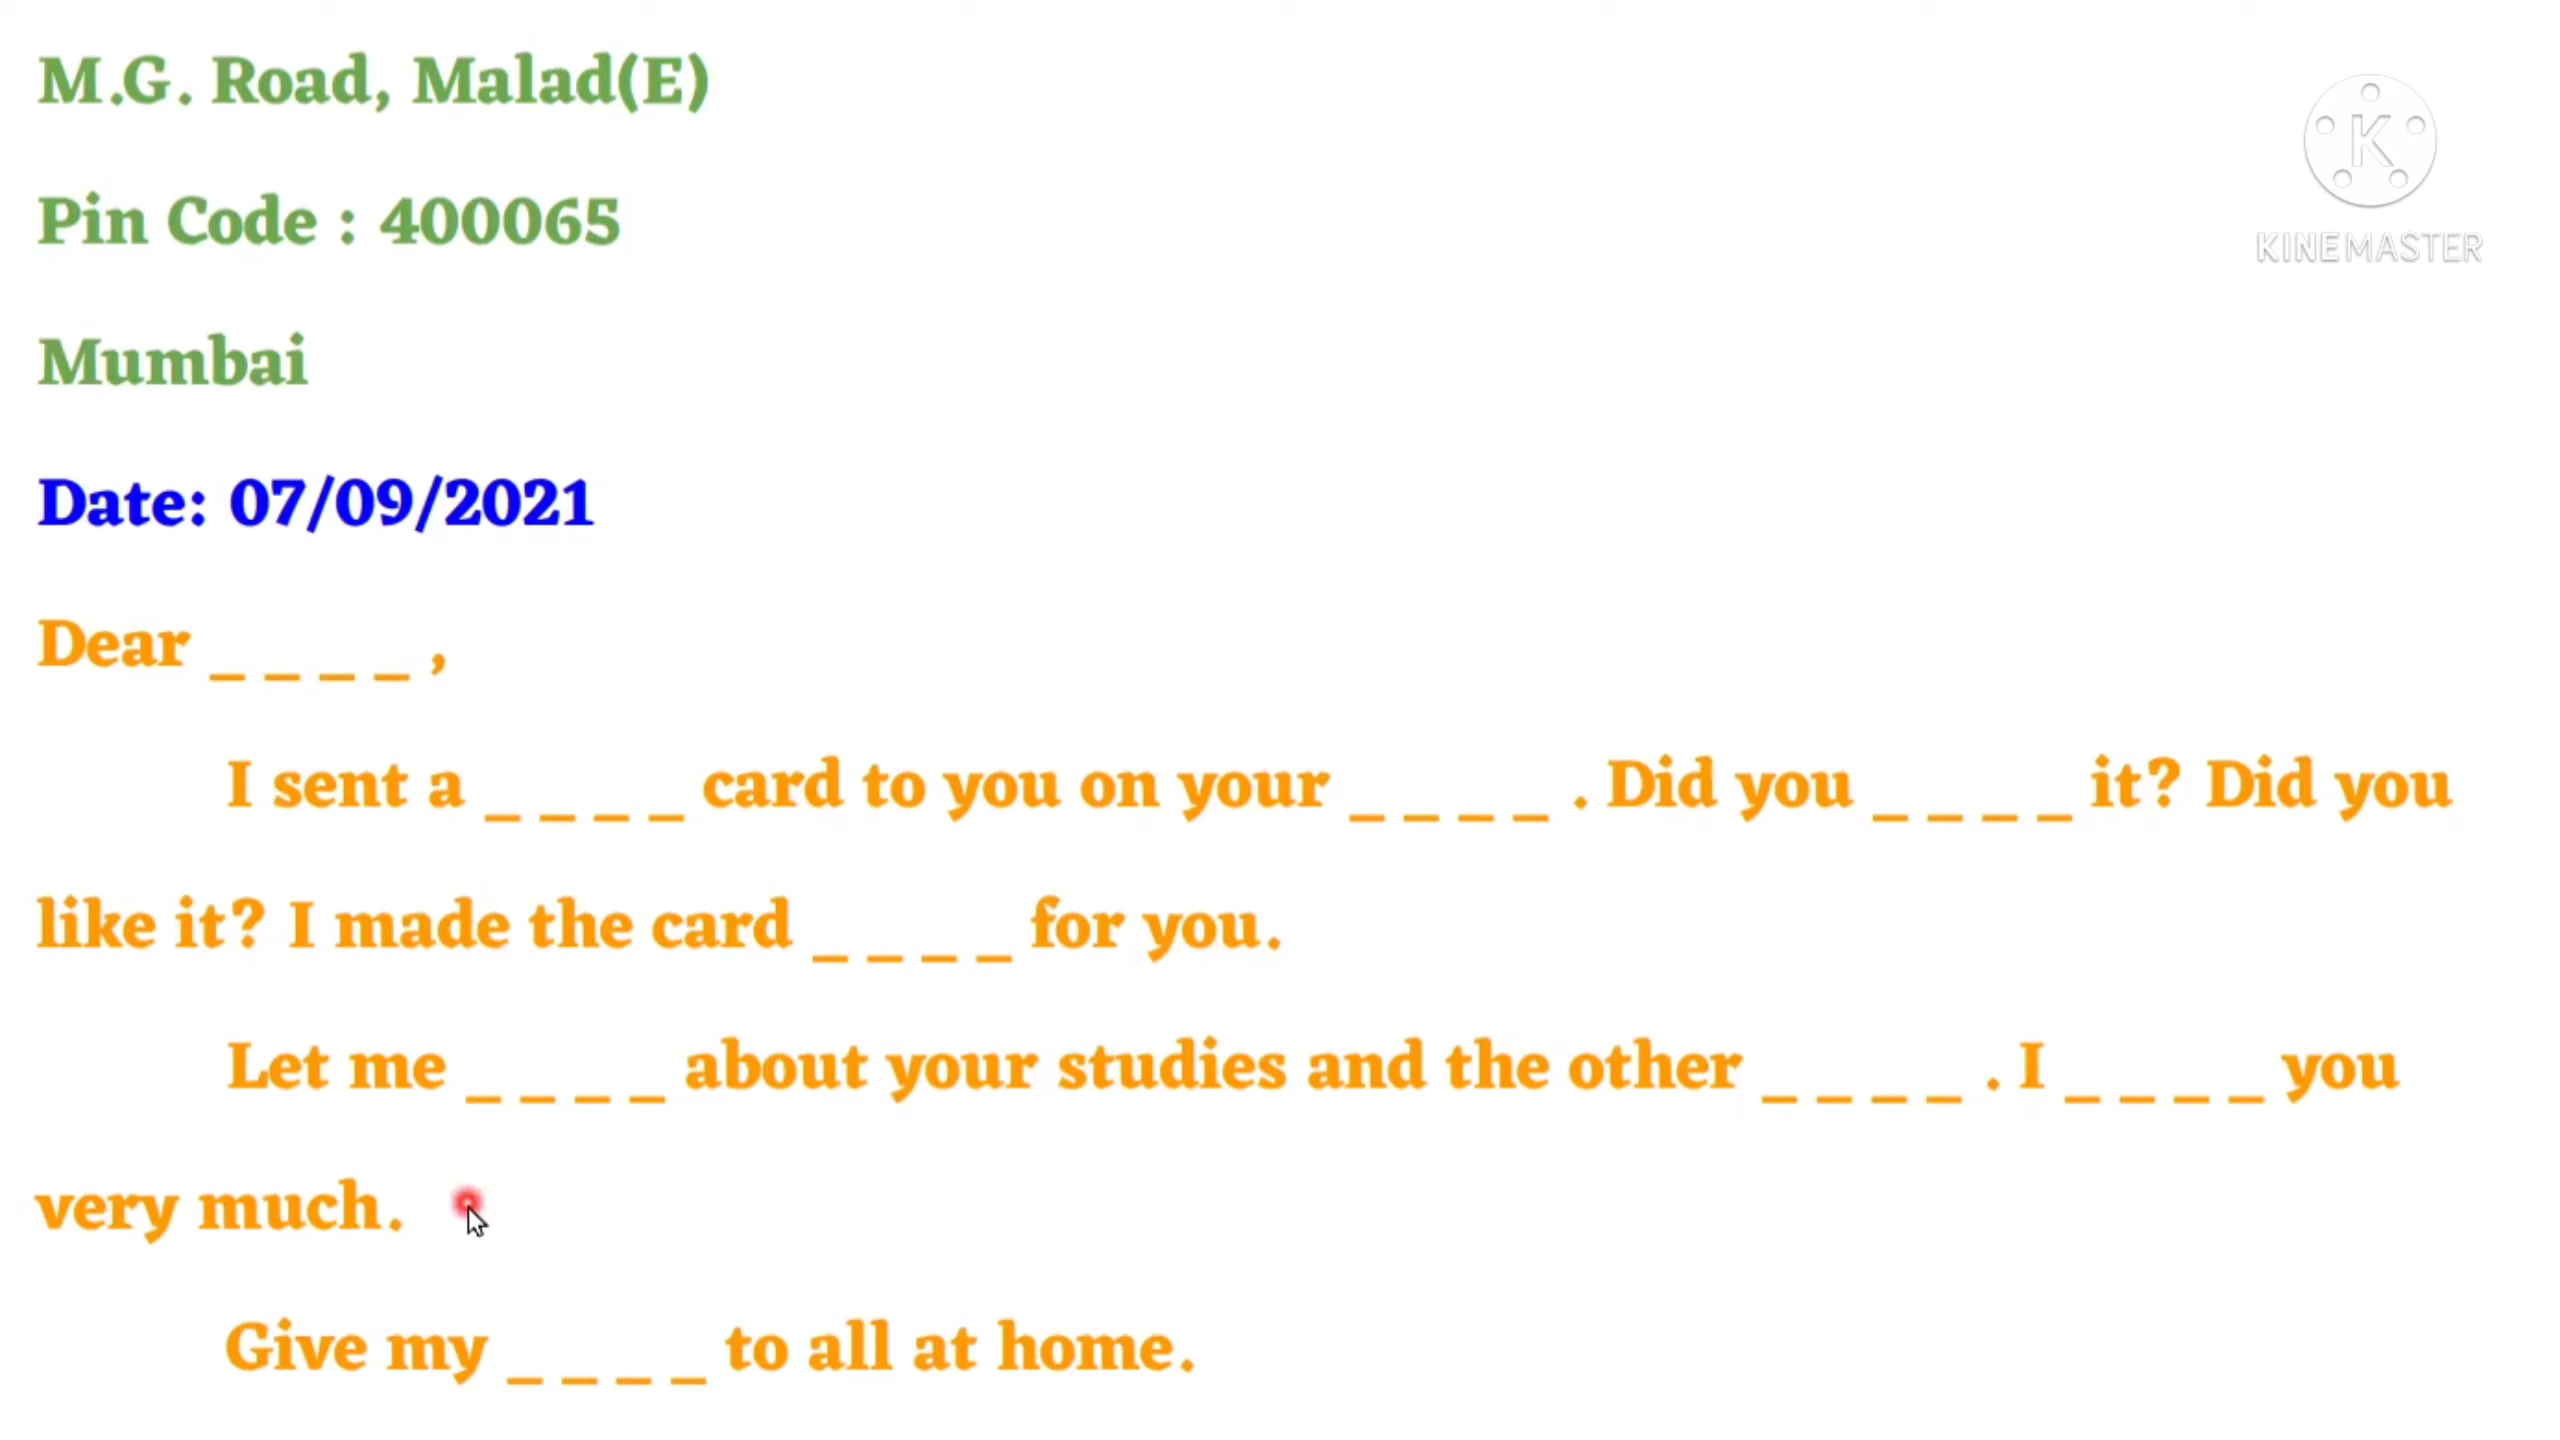 M.G. Road, Malad(E)
K
KINEMASTER
Pin Code : 400065
Mumbai
Date: 07/09/2021
Dear _ _ _ _ ,
I sent a _ _ _ _ card to you on your _ _ _ _ . Did you _ _ _ _ it? Did you
like it? I made the card _ _ _ _ for you.
Let me _ _ _ _ about your studies and the other _ _ _ _ . I _ _ _ _ you
very much.
Give my _ _ _ _ to all at home.